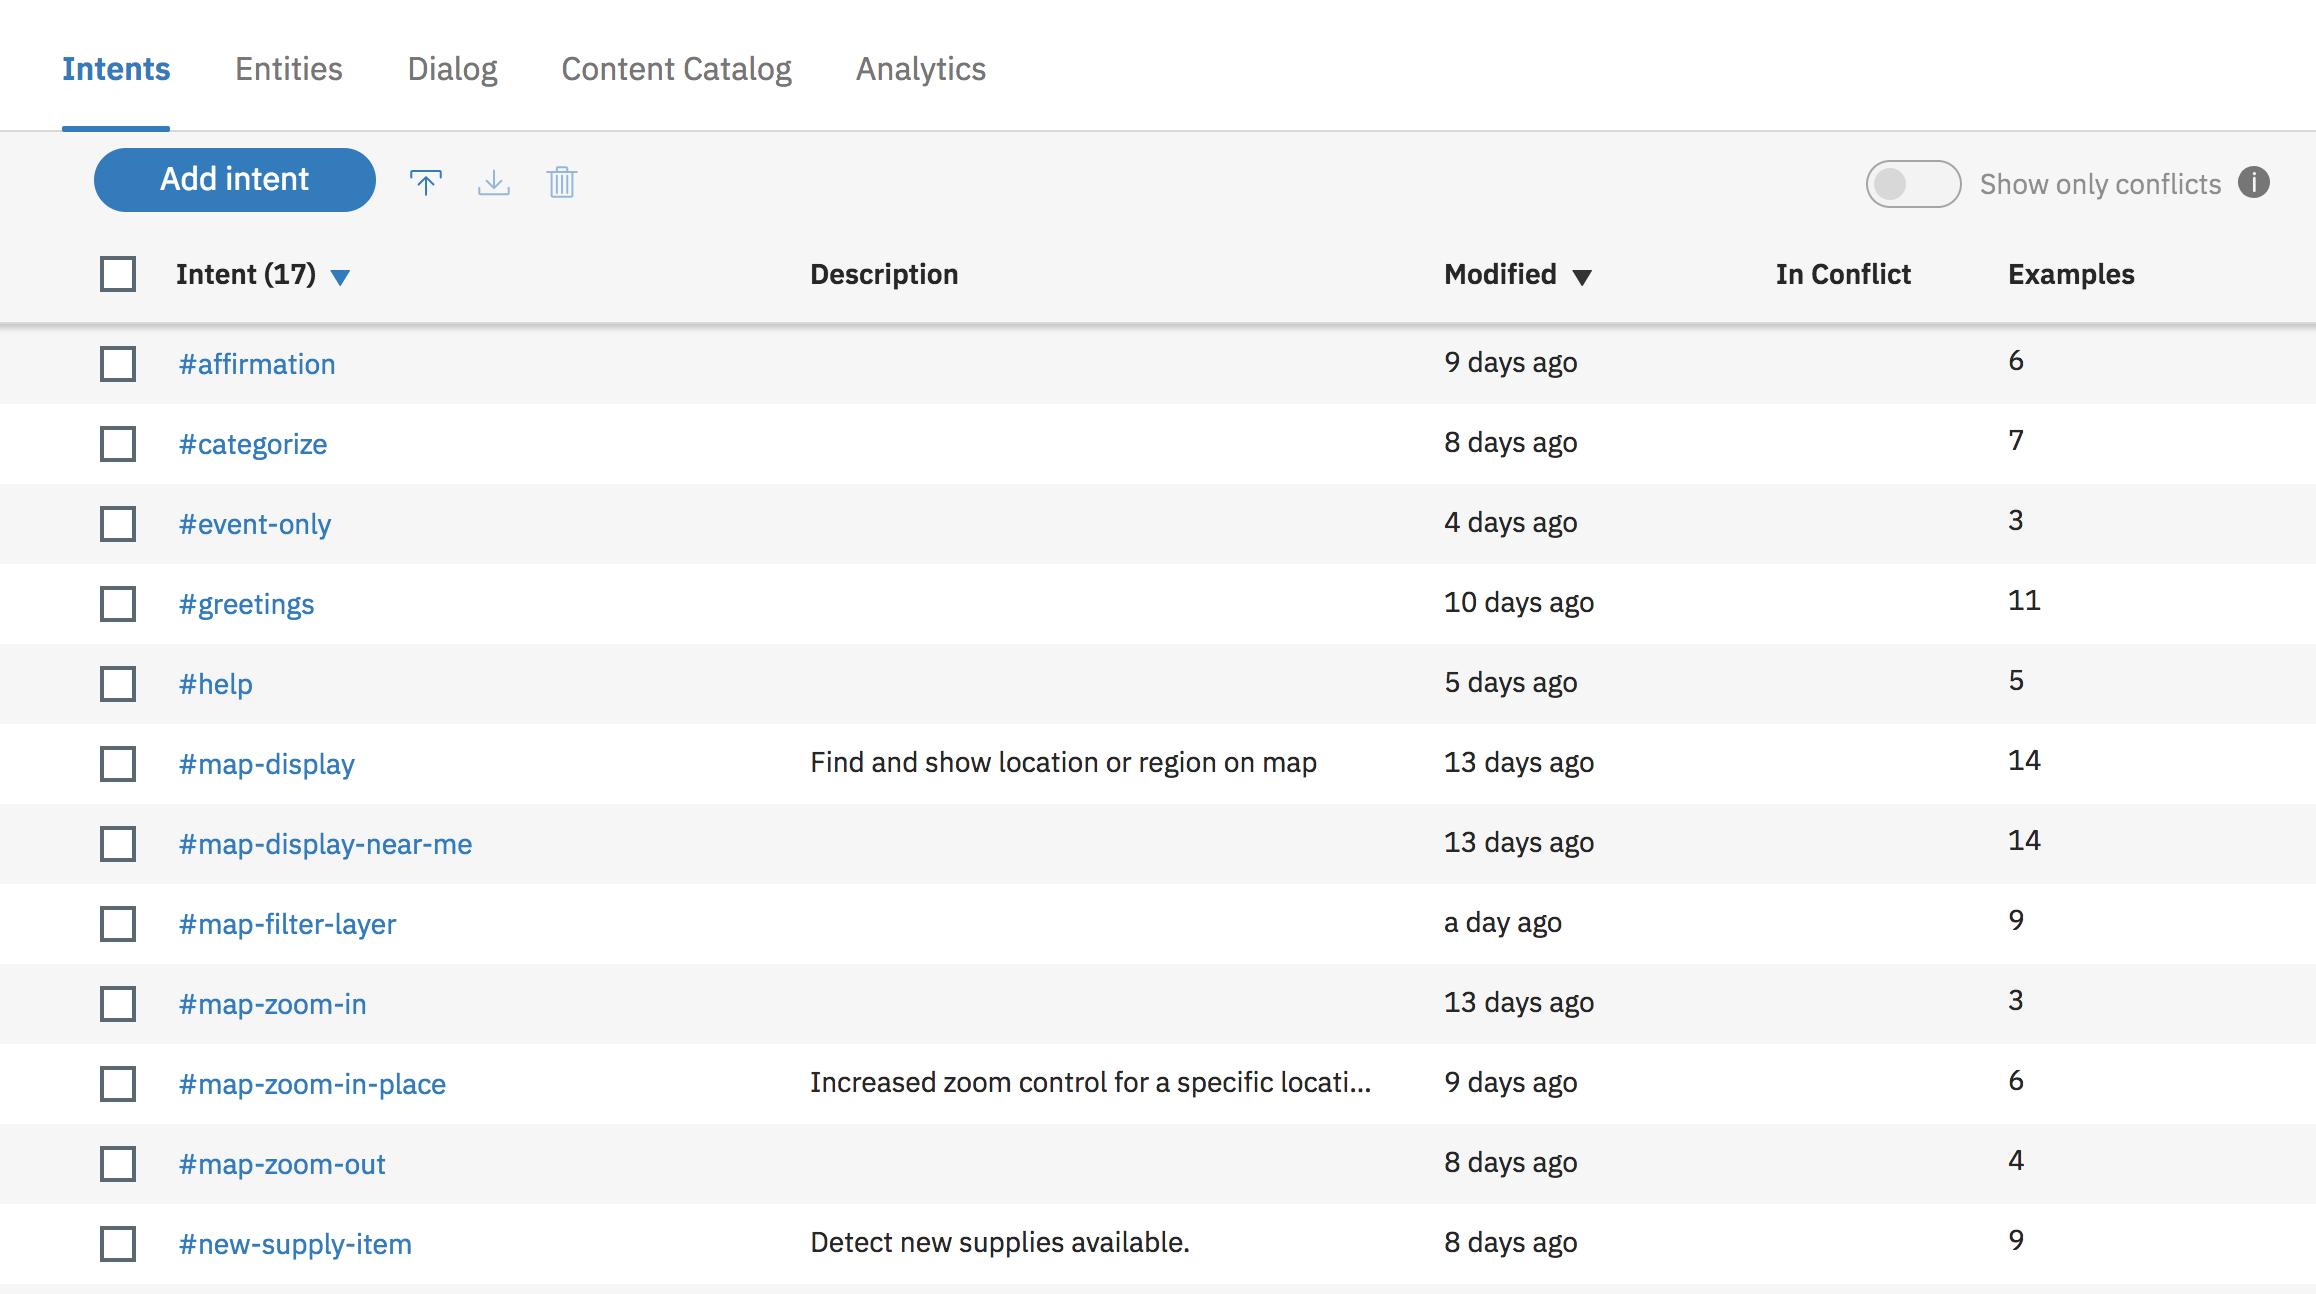 Intents Entities Dialog Content Catalog Analytics
Add intent Show only conflicts i
Intent (17) Description Modified In Conflict Examples
#affirmation 9 days ago 6
#categorize 8 days ago 7
#event-only 4 days ago 3
#greetings 10 days ago 11
#help 5 days ago 5
#map-display Find and show location or region on map 13 days ago 14
#map-display-near-me 13 days ago 14
#map-filter-layer a day ago 9
#map-zoom-in 13 days ago 3
#map-zoom-in-place Increased zoom control for a specific locati... 9 days ago 6
#map-zoom-out 8 days ago 4
#new-supply-item Detect new supplies available. 8 days ago 9